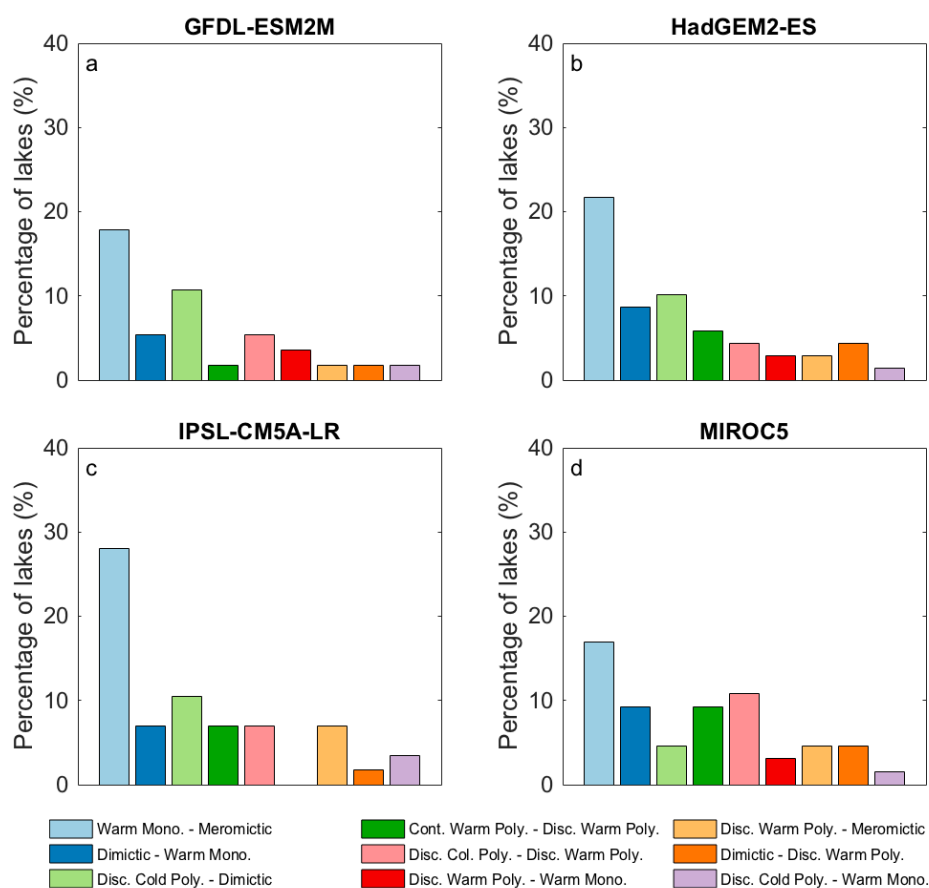 GFDL-ESM2M
a
Percentage of lakes (%)
40
30
20
10
0
HadGEM2-ES
b
Percentage of lakes (%)
40
30
20
10
0
IPSL-CM5A-LR
c
Percentage of lakes (%)
40
30
20
10
0
MIROC5
d
Percentage of lakes (%)
40
30
20
10
0
Warm Mono. - Meromictic
Dimictic - Warm Mono.
Disc. Cold Poly. - Dimictic
Cont. Warm Poly. - Disc. Warm Poly.
Disc. Col. Poly. - Disc. Warm Poly.
Disc. Warm Poly. - Warm Mono.
Disc. Warm Poly. - Meromictic
Dimictic - Disc. Warm Poly.
Disc. Cold Poly. - Warm Mono.